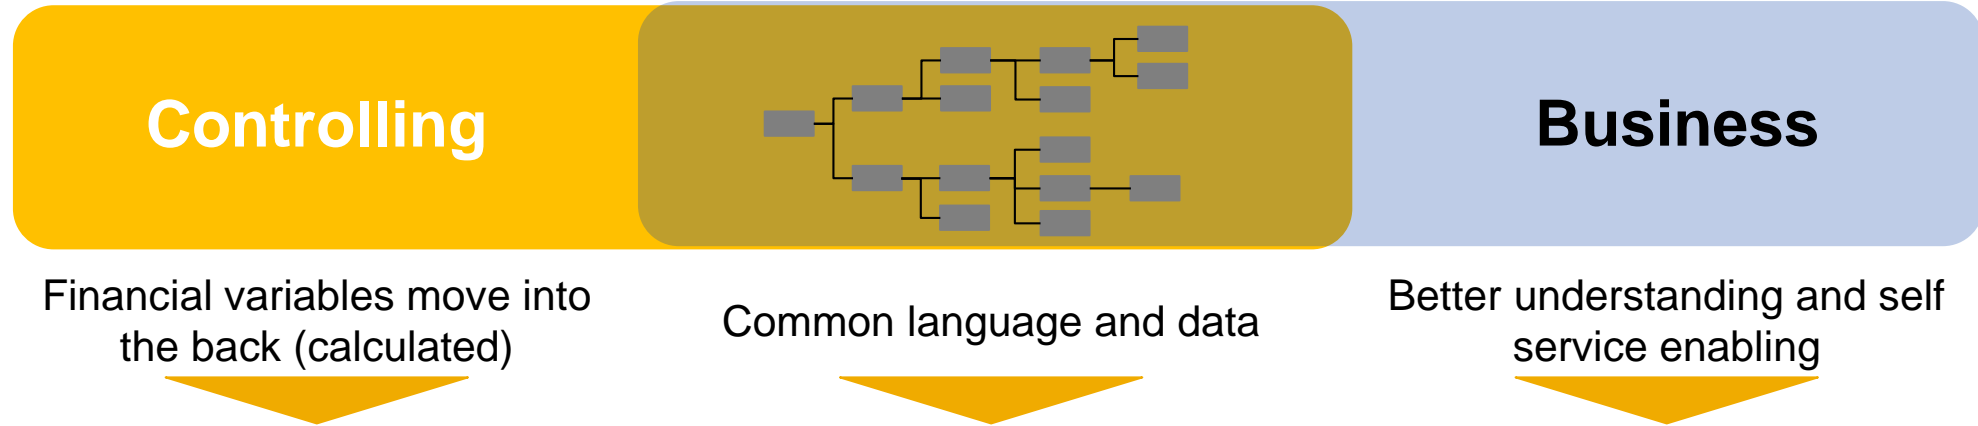 Controlling
Business
Financial variables move into
the back (calculated)
Common language and data
Better understanding and self
service enabling